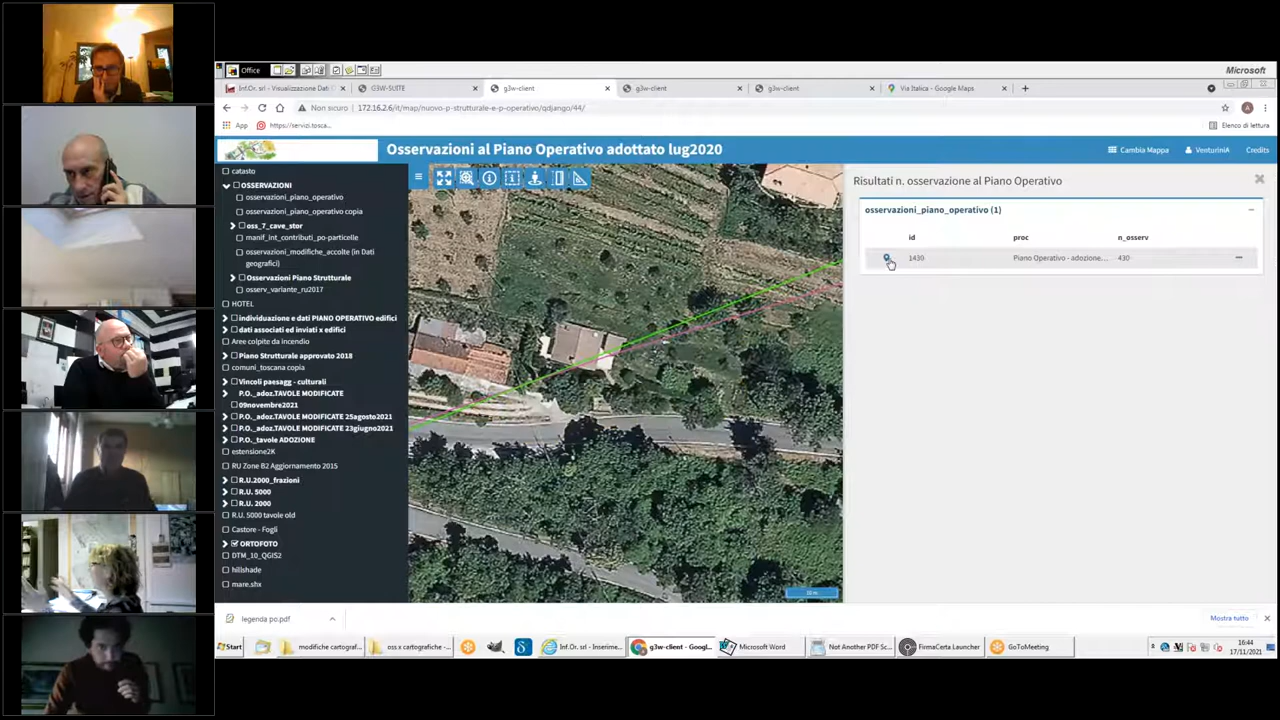 Office
Microsoft
Inf.Or. srl - Visualizzazione Dati
G3W-SUITE
g3w-client
g3w-client
g3w-client
Via Italica - Google Maps
Non sicuro
172.16.2.6/it/map/nuovo-p-strutturale-e-p-operativo/qdjango/44/
App
https://servizi.tosca...
Elenco di lettura
Osservazioni al Piano Operativo adottato lug2020
Cambia Mappa
VenturiniA
Credits
catasto
OSSERVAZIONI
osservazioni_piano_operativo
osservazioni_piano_operativo copia
oss_7_cave_stor
manif_int_contributi_po-particelle
osservazioni_modifiche_accolte (in Dati
geografici)
Osservazioni Piano Strutturale
osserv_variante_ru2017
HOTEL
individuazione e dati PIANO OPERATIVO edifici
dati associati ed inviati x edifici
Aree colpite da incendio
Piano Strutturale approvato 2018
comuni_toscana copia
Vincoli paesagg - culturali
P.O._adoz.TAVOLE MODIFICATE
09novembre2021
P.O._adoz.TAVOLE MODIFICATE 25agosto2021
P.O._adoz.TAVOLE MODIFICATE 23giugno2021
P.O._tavole ADOZIONE
estensione2K
RU Zone B2 Aggiornamento 2015
R.U.2000_frazioni
R.U. 5000
R.U. 2000
R.U. 5000 tavole old
Castore - Fogli
ORTOFOTO
DTM_10_QGIS2
hillshade
mare.shx
Risultati n. osservazione al Piano Operativo
osservazioni_piano_operativo (1)
id proc n_osserv
1430 Piano Operativo - adozione... 430
10 m
legenda po.pdf
Mostra tutto
Start
modifiche cartograf...
oss x cartografiche -...
Inf.Or. srl - Inserime...
g3w-client - Googl...
Microsoft Word
Not Another PDF Sc...
FirmaCerta Launcher
GoToMeeting
16:44
17/11/2021